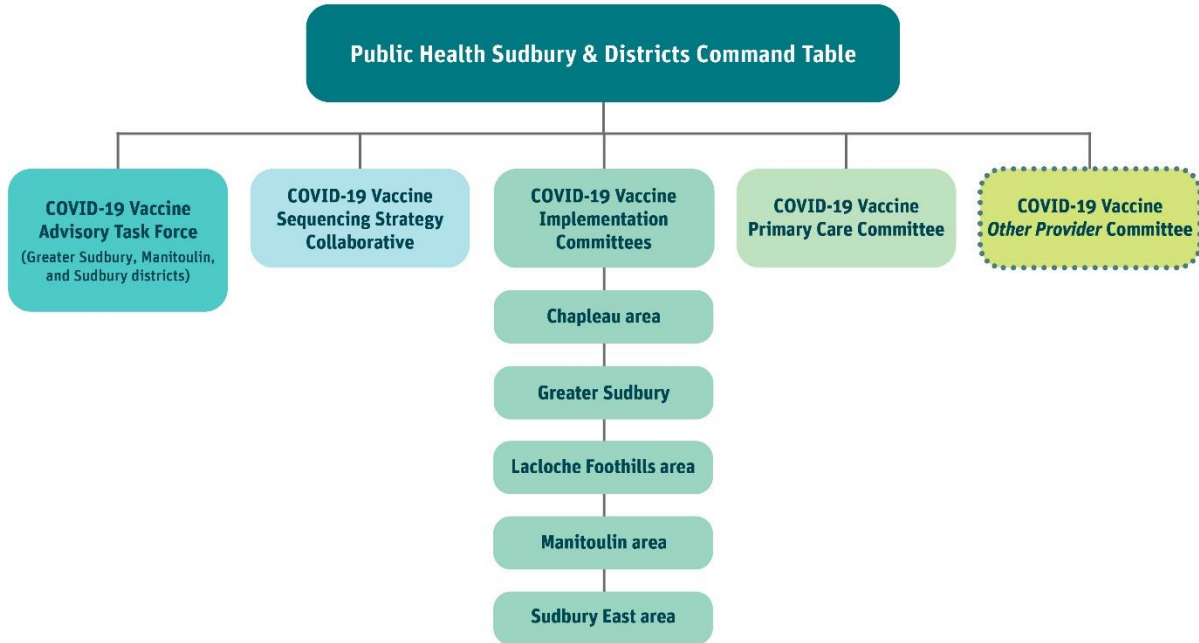 Public Health Sudbury & Districts Command Table
COVID-19 Vaccine
Advisory Task Force
(Greater Sudbury, Manitoulin,
and Sudbury districts)
COVID-19 Vaccine
Sequencing Strategy
Collaborative
COVID-19 Vaccine
Implementation
Committees
COVID-19 Vaccine
Primary Care Committee
COVID-19 Vaccine
Other Provider Committee
Chapleau area
Greater Sudbury
Lacloche Foothills area
Manitoulin area
Sudbury East area